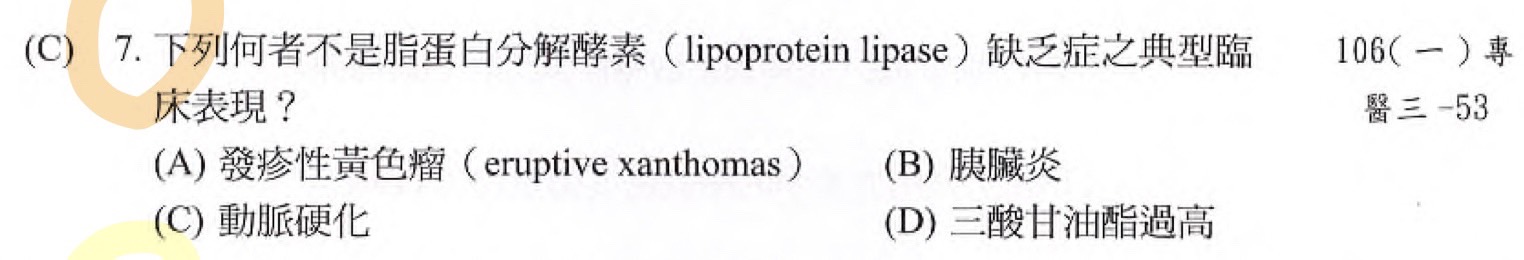 (C) 7. 下列何者不是脂蛋白分解酵素（lipoprotein lipase）缺乏症之典型臨 106(一)專
床表現？ 醫三-53
(A) 發疹性黃色瘤（eruptive xanthomas） (B) 胰臟炎
(C) 動脈硬化 (D) 三酸甘油酯過高